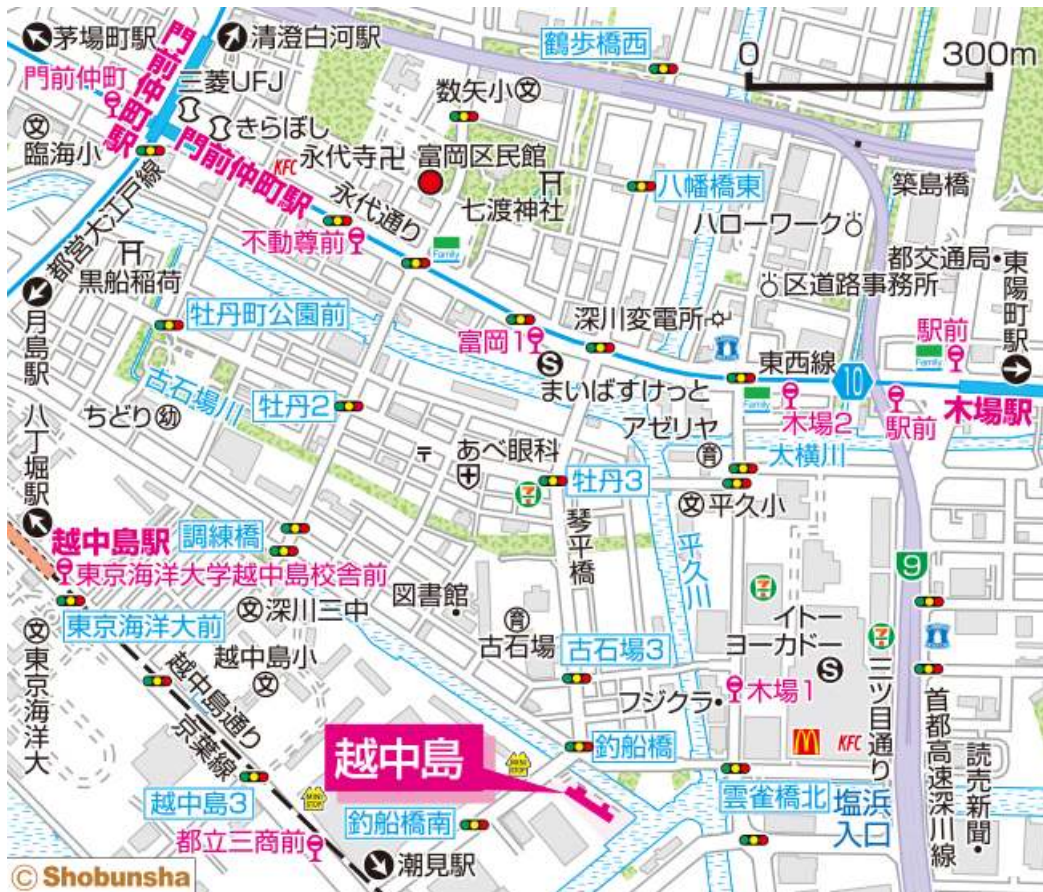 茅場町駅
清澄白河駅
鶴歩橋西
0 300m
門前仲町
三菱UFJ
数矢小文
門前仲町駅
文
臨海小
きらぼし
門前仲町駅
KFC
永代寺卍
富岡区民館
八幡橋東
築島橋
永代通り
七渡神社
ハローワーク
不動尊前
Family
都営大江戸線
黒船稲荷
都交通局
区道路事務所
東陽町駅
月島駅
牡丹町公園前
富岡1
深川変電所
駅前
S
まいばすけっと
東西線
10
Family
Family
木場駅
古石場川
牡丹2
木場2
駅前
ちどり幼
アゼリヤ
育
大横川
八丁堀駅
〒
あべ眼科
牡丹3
文平久小
越中島駅
調練橋
琴平橋
平久川
9
東京海洋大学越中島校舎前
図書館
東京海洋大前
文深川三中
育
古石場
古石場3
イトー
ヨーカドー
S
三ツ目通り
文
東京海洋大
越中島小
文
越中島通り
京葉線
フジクラ
木場1
越中島
釣船橋
M
KFC
首都高速深川線
読売新聞
MINI
STOP
越中島3
MINI
STOP
釣船橋南
雲雀橋北
塩浜
入口
都立三商前
潮見駅
© Shobunsha